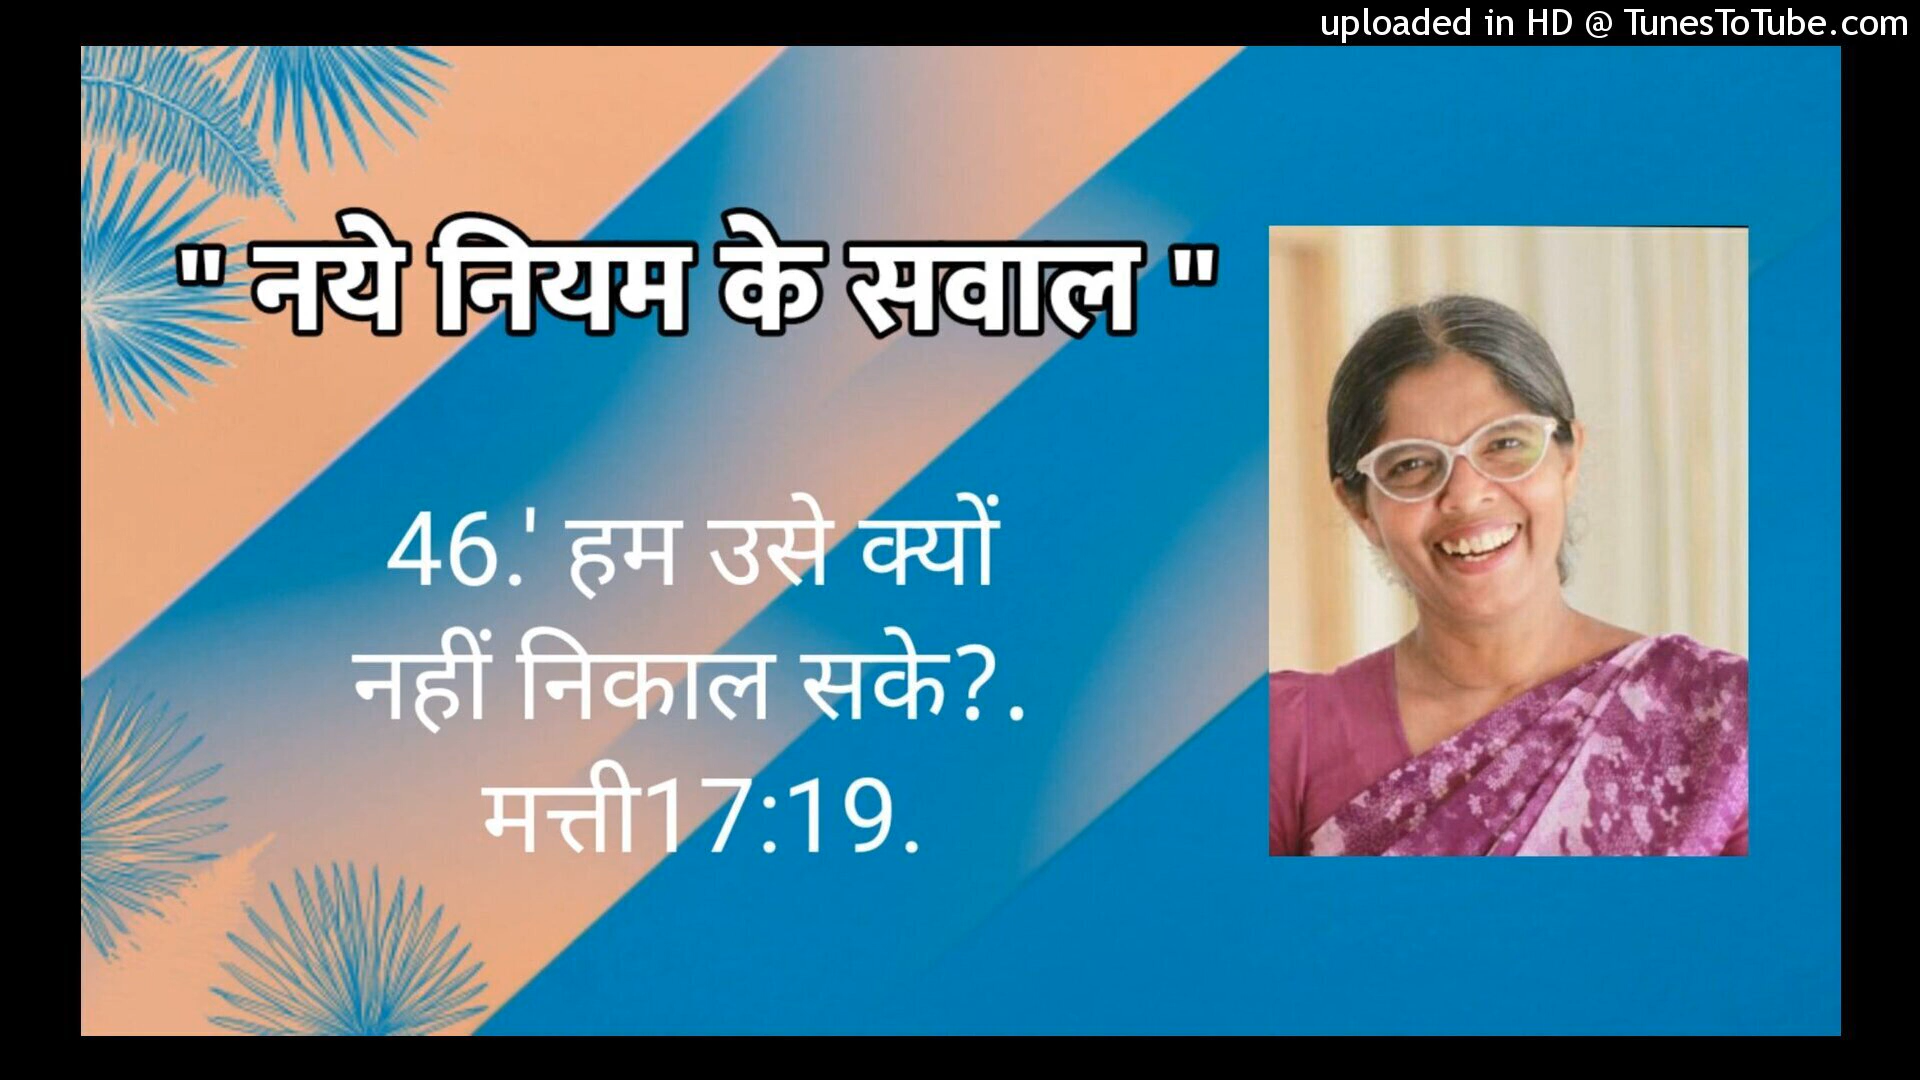 uploaded in HD @ TunesToTube.com
" नये नियम के सवाल "
46.' हम उसे क्यों
नहीं निकाल सके?.
मत्ती17:19.